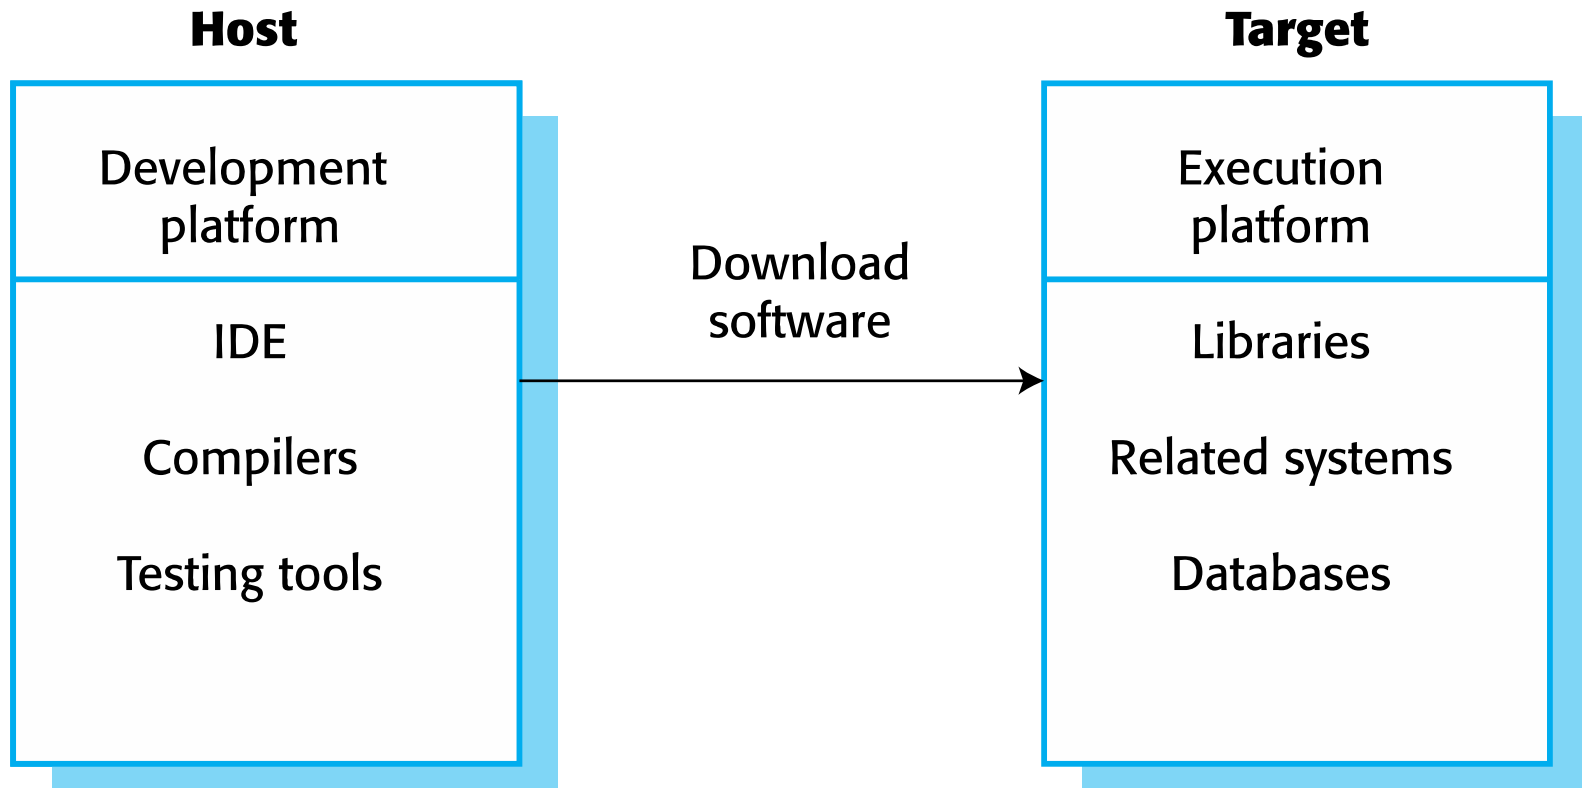 Host
Target
Development
platform
IDE
Compilers
Testing tools
Download
software
Execution
platform
Libraries
Related systems
Databases